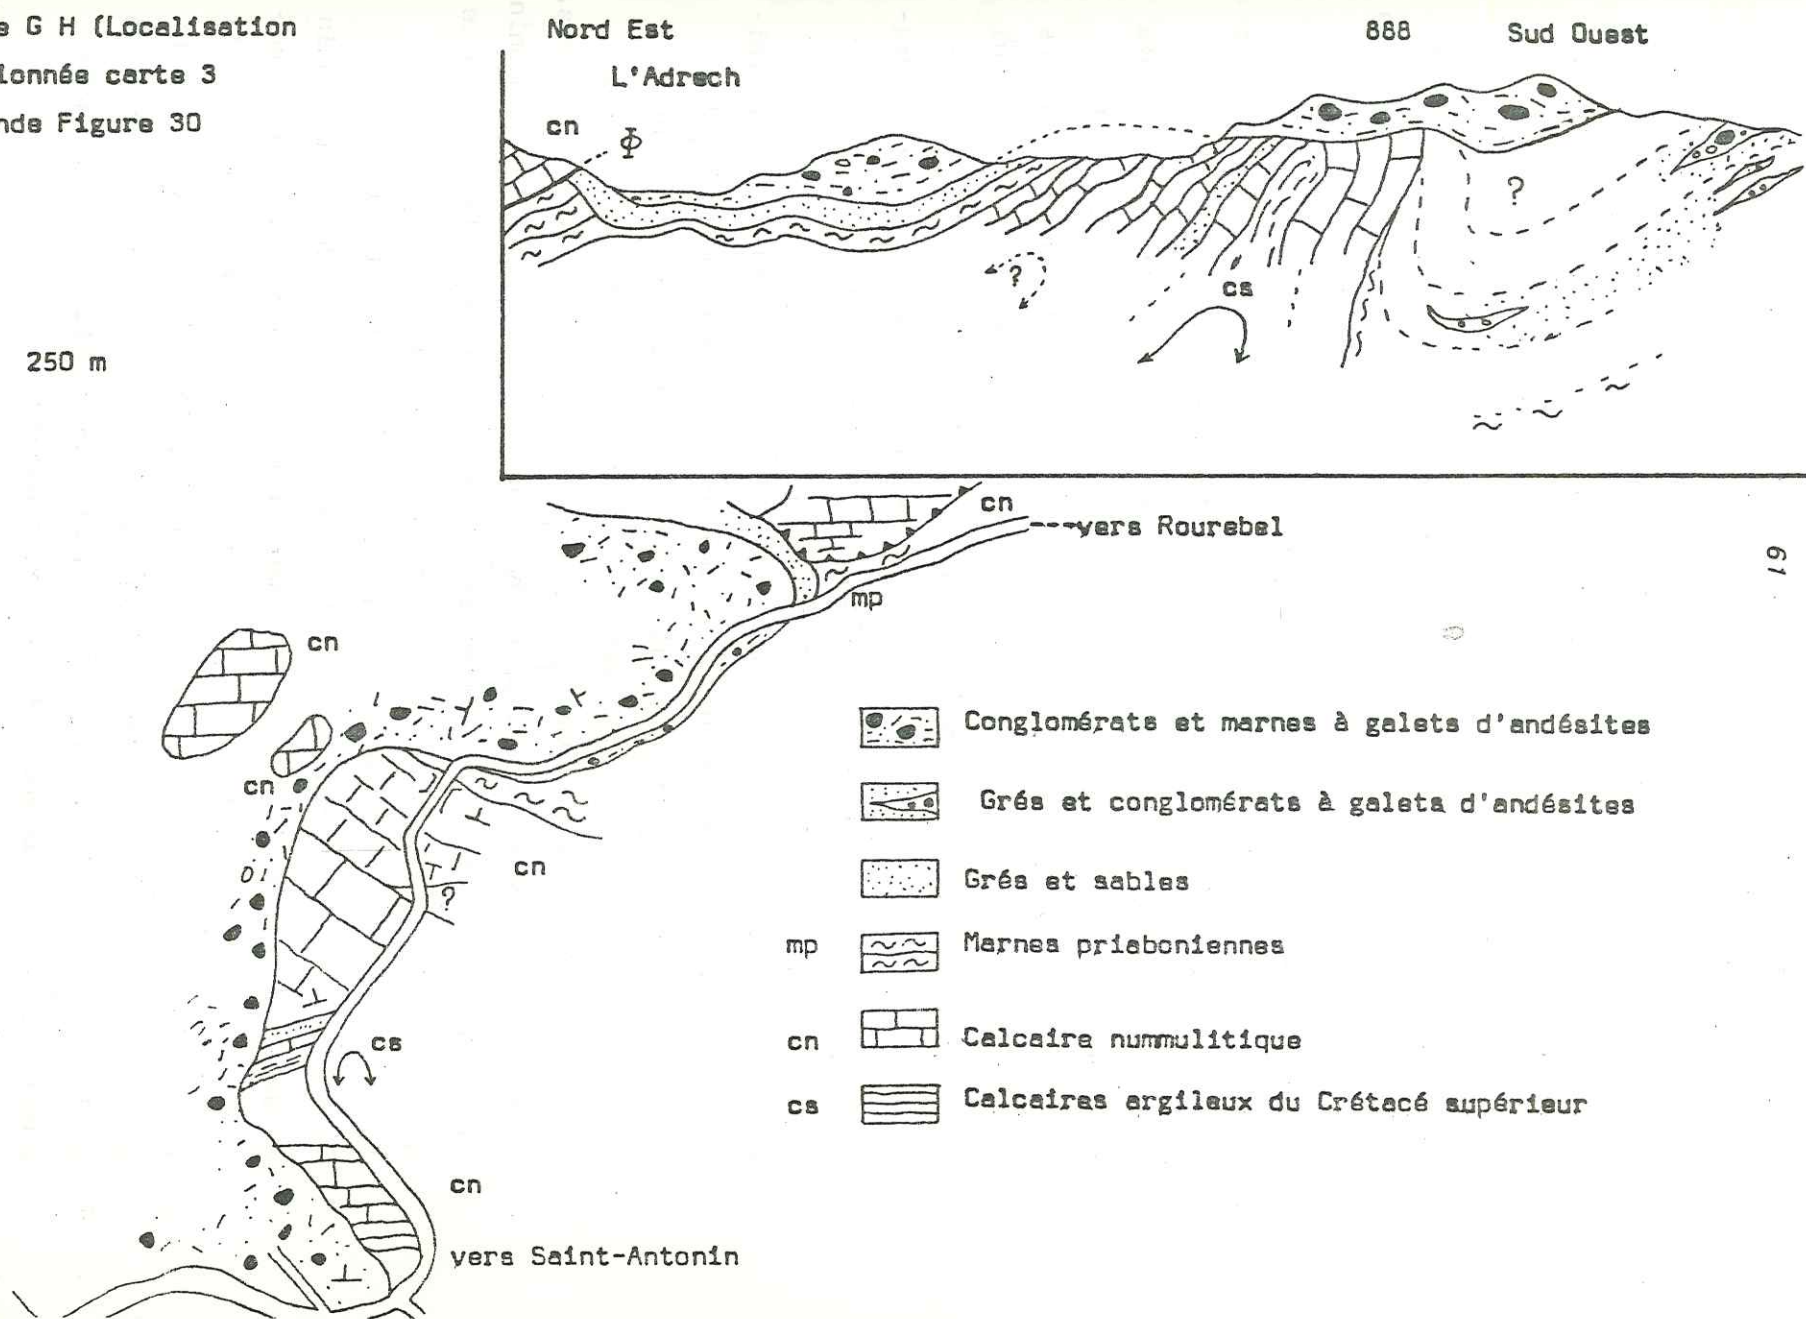 e G H (Localisation
ionnée carte 3
nde Figure 30
250 m
Nord Est
888
Sud Ouest
L'Adrech
cn
Φ
?
?
cs
cn
vers Rourebel
mp
61
cn
cn
cn
?
cs
cn
vers Saint-Antonin
Conglomérats et marnes à galets d'andésites
Grés et conglomérats à galets d'andésites
Grés et sables
mp Marnes priaboniennes
cn Calcaire nummulitique
cs Calcaires argileux du Crétacé supérieur